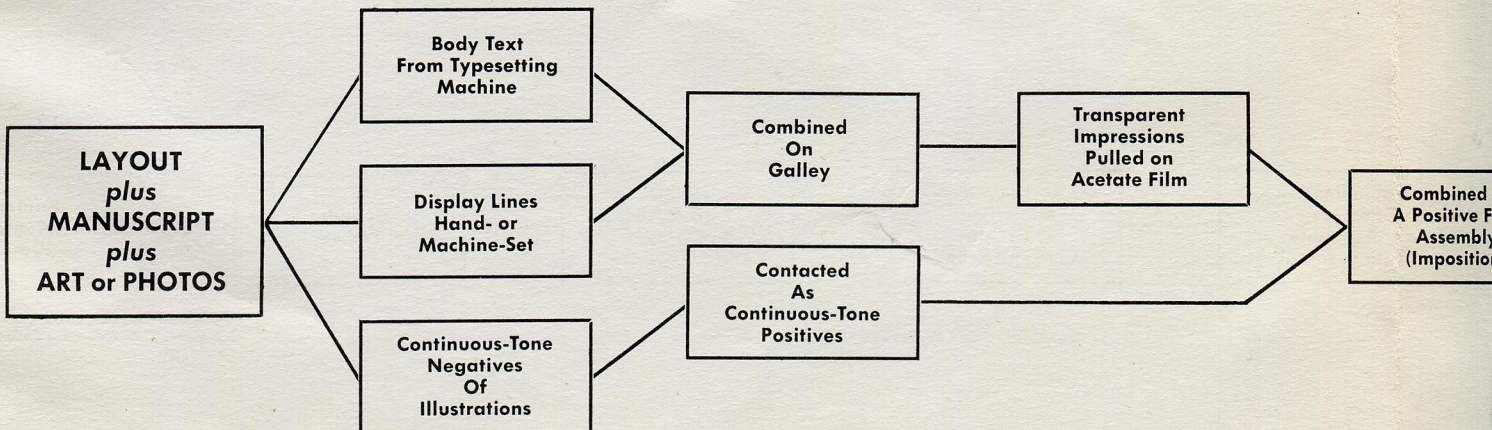 LAYOUT
plus
MANUSCRIPT
plus
ART or PHOTOS
Body Text
From Typesetting
Machine
Display Lines
Hand- or
Machine-Set
Continuous-Tone
Negatives
Of
Illustrations
Combined
On
Galley
Contacted
As
Continuous-Tone
Positives
Transparent
Impressions
Pulled on
Acetate Film
Combined
A Positive
Assembly
(Imposition